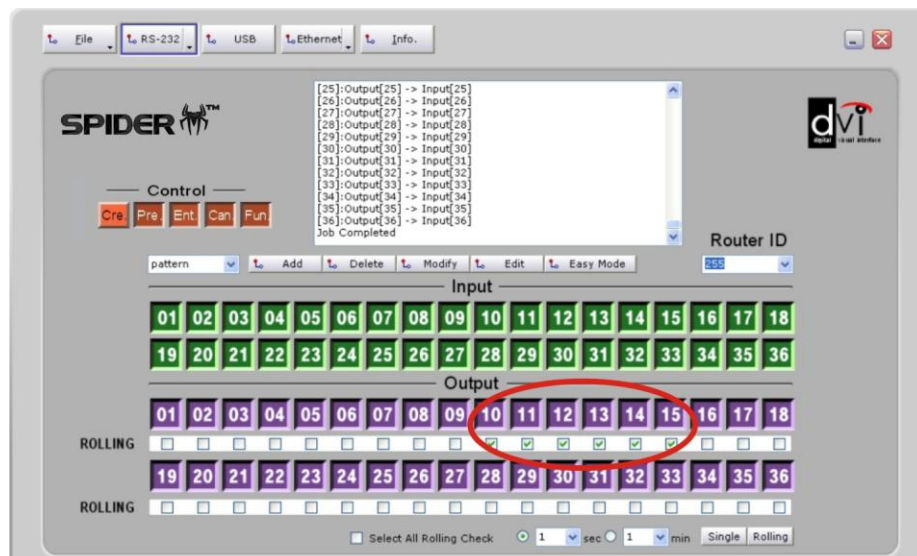 File RS-232 USB Ethernet Info.
SPIDER™
[25]:Output[25] -> Input[25]
[26]:Output[26] -> Input[26]
[27]:Output[27] -> Input[27]
[28]:Output[28] -> Input[28]
[29]:Output[29] -> Input[29]
[30]:Output[30] -> Input[30]
[31]:Output[31] -> Input[31]
[32]:Output[32] -> Input[32]
[33]:Output[33] -> Input[33]
[34]:Output[34] -> Input[34]
[35]:Output[35] -> Input[35]
[36]:Output[36] -> Input[36]
Job Completed
dvi
digital visual interface
Control
Cre. Pre. Ent. Can. Fun.
Router ID
pattern Add Delete Modify Edit Easy Mode 255
Input
01 02 03 04 05 06 07 08 09 10 11 12 13 14 15 16 17 18
19 20 21 22 23 24 25 26 27 28 29 30 31 32 33 34 35 36
Output
01 02 03 04 05 06 07 08 09 10 11 12 13 14 15 16 17 18
ROLLING
19 20 21 22 23 24 25 26 27 28 29 30 31 32 33 34 35 36
ROLLING
Select All Rolling Check 1 sec 1 min Single Rolling